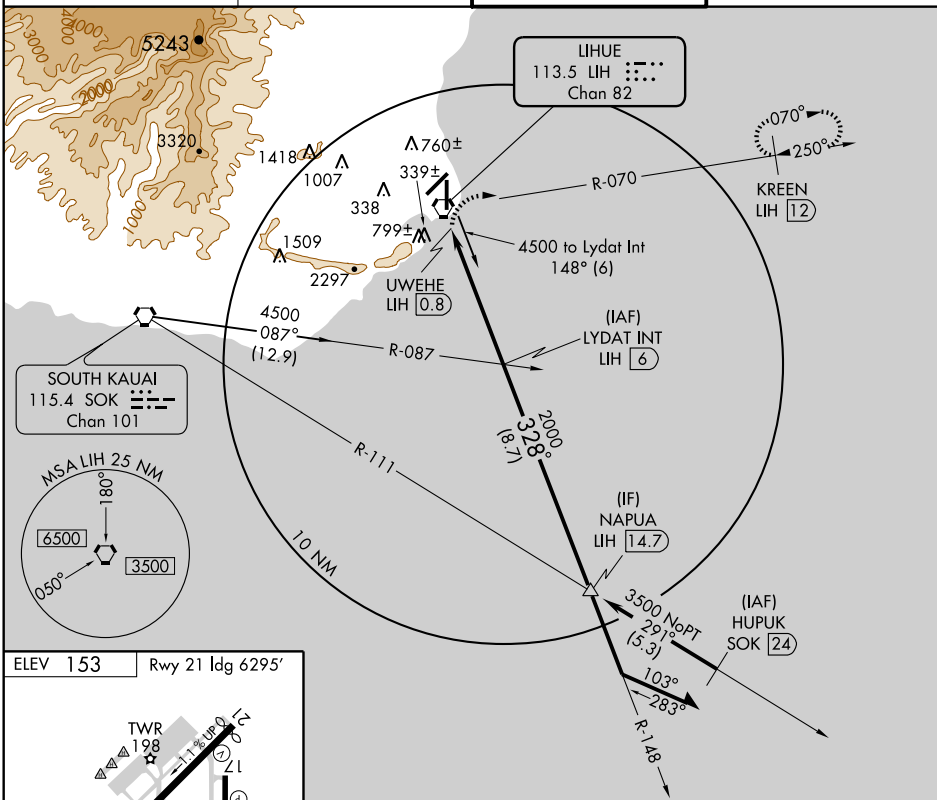 4000
3000
5243
2000
3320
1000
LIHUE
113.5 LIH
Chan 82
1418
1007
760±
339±
338
799±
1509
2297
070°
250°
R-070
KREEN
LIH 12
4500 to Lydat Int
148° (6)
UWEHE
LIH 0.8
4500
087°
(12.9)
R-087
(IAF)
LYDAT INT
LIH 6
SOUTH KAUAI
115.4 SOK
Chan 101
2000
328°
(8.7)
R-111
MSA LIH 25 NM
180°
6500
3500
050°
10 NM
(IF)
NAPUA
LIH 14.7
3500 NoPT
291°
(5.3)
(IAF)
HUPUK
SOK 24
103°
283°
R-148
ELEV 153
Rwy 21 ldg 6295'
TWR
198
1.1% UP
21
V
17
P